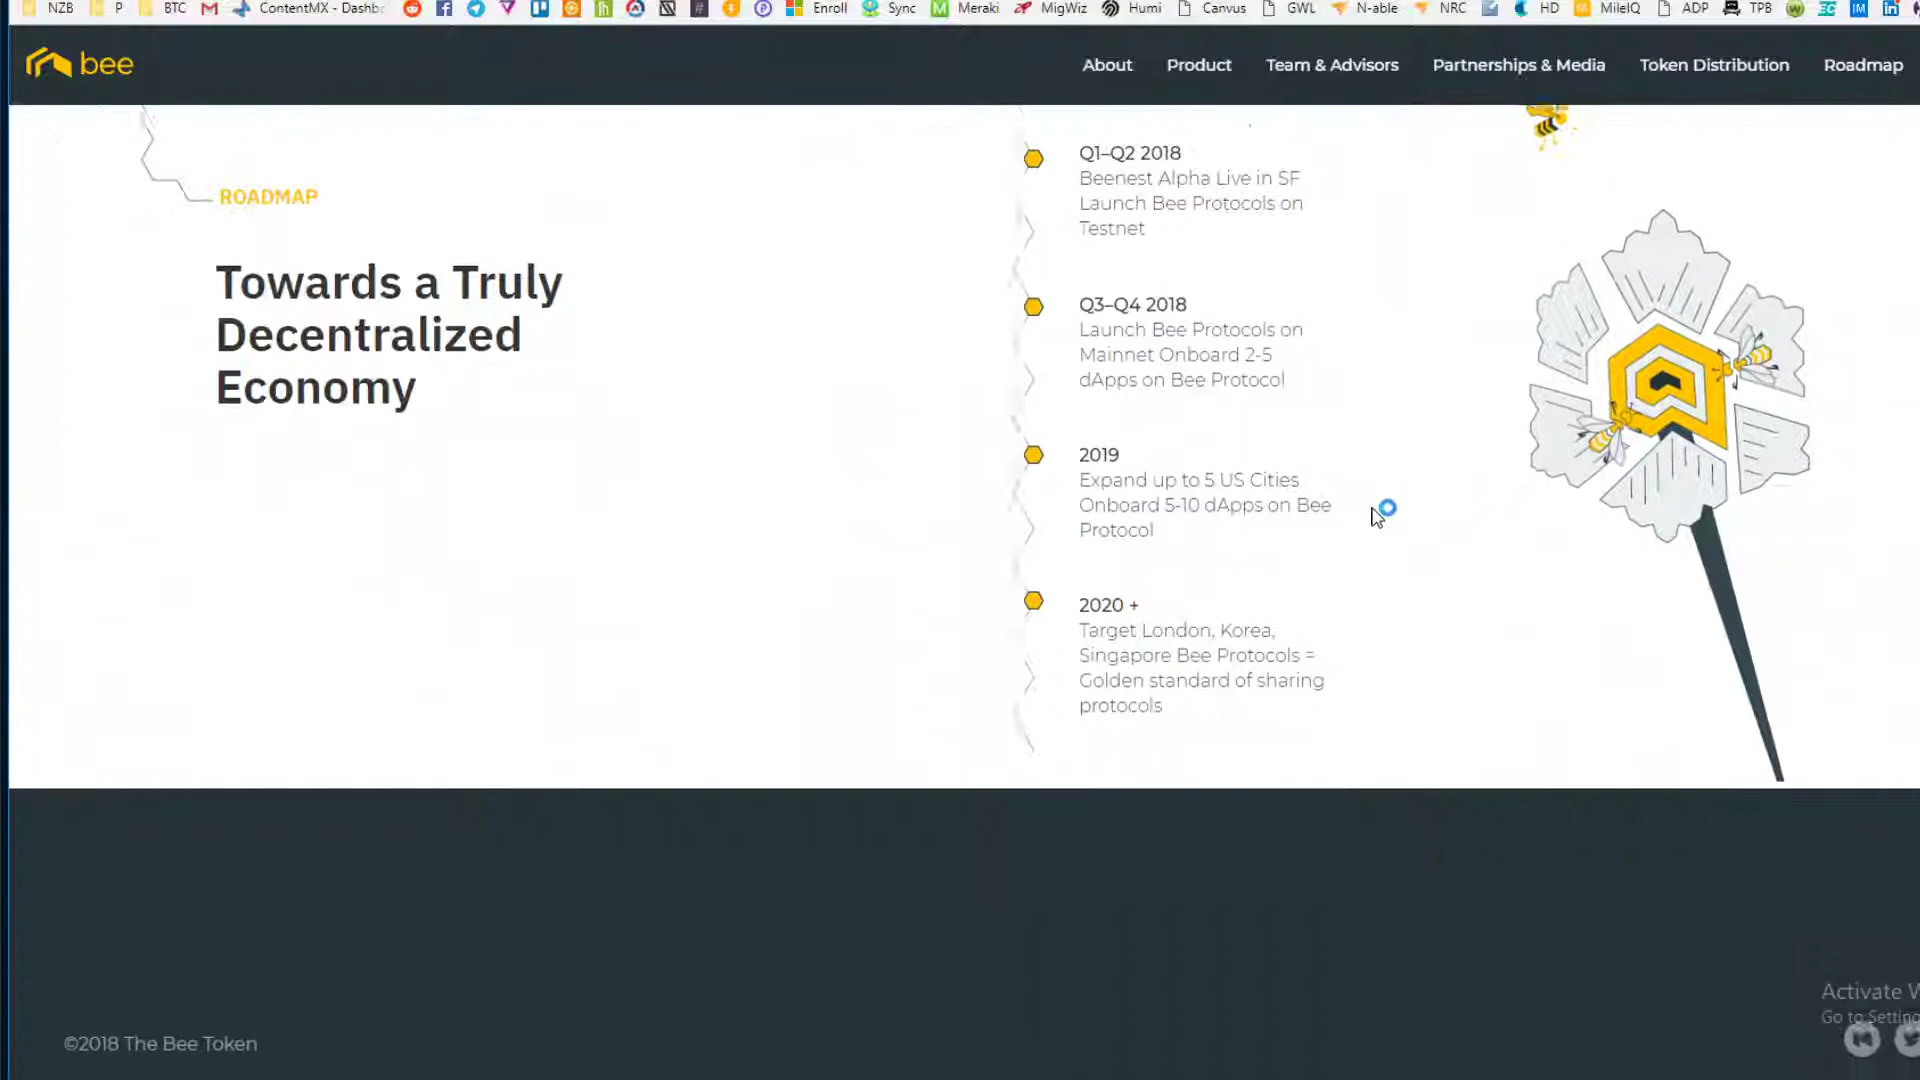 NZB P BTC ContentMX - Dashbo Enroll Sync Meraki MigWiz Humi Canvus GWL N-able NRC HD MileIQ ADP TPB
bee About Product Team & Advisors Partnerships & Media Token Distribution Roadmap
ROADMAP
Towards a Truly
Decentralized
Economy
Q1–Q2 2018
Beenest Alpha Live in SF
Launch Bee Protocols on
Testnet
Q3–Q4 2018
Launch Bee Protocols on
Mainnet Onboard 2-5
dApps on Bee Protocol
2019
Expand up to 5 US Cities
Onboard 5-10 dApps on Bee
Protocol
2020 +
Target London, Korea,
Singapore Bee Protocols =
Golden standard of sharing
protocols
Activate W
Go to Setting
©2018 The Bee Token